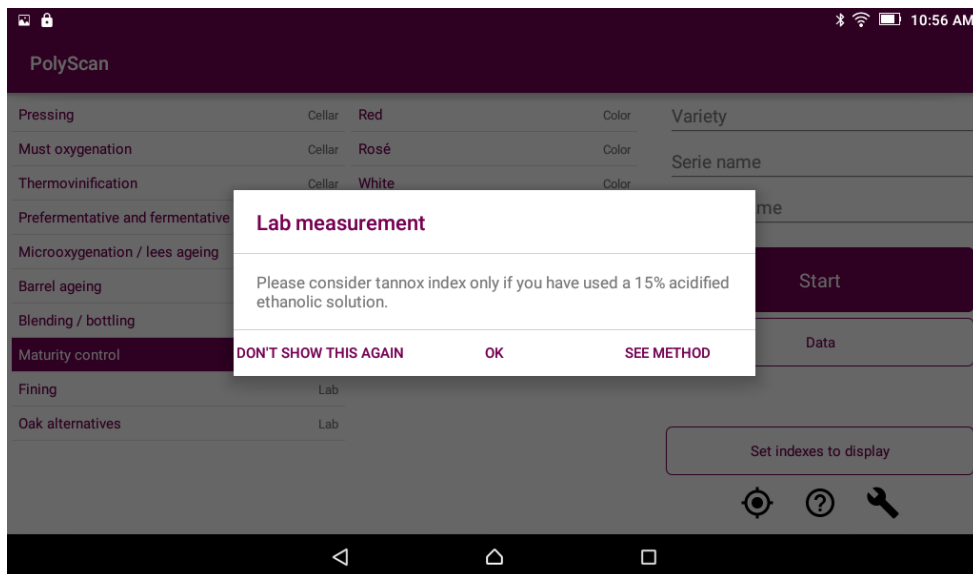 10:56 AM
PolyScan
Pressing Cellar
Must oxygenation Cellar
Thermovinification Cellar
Prefermentative and fermentative
Microoxygenation / lees ageing
Barrel ageing
Blending / bottling
Maturity control
Fining Lab
Oak alternatives Lab
Red Color
Rosé Color
White Color
Lab measurement
Please consider tannox index only if you have used a 15% acidified
ethanolic solution.
DON'T SHOW THIS AGAIN OK SEE METHOD
Variety
Serie name
me
Start
Data
Set indexes to display